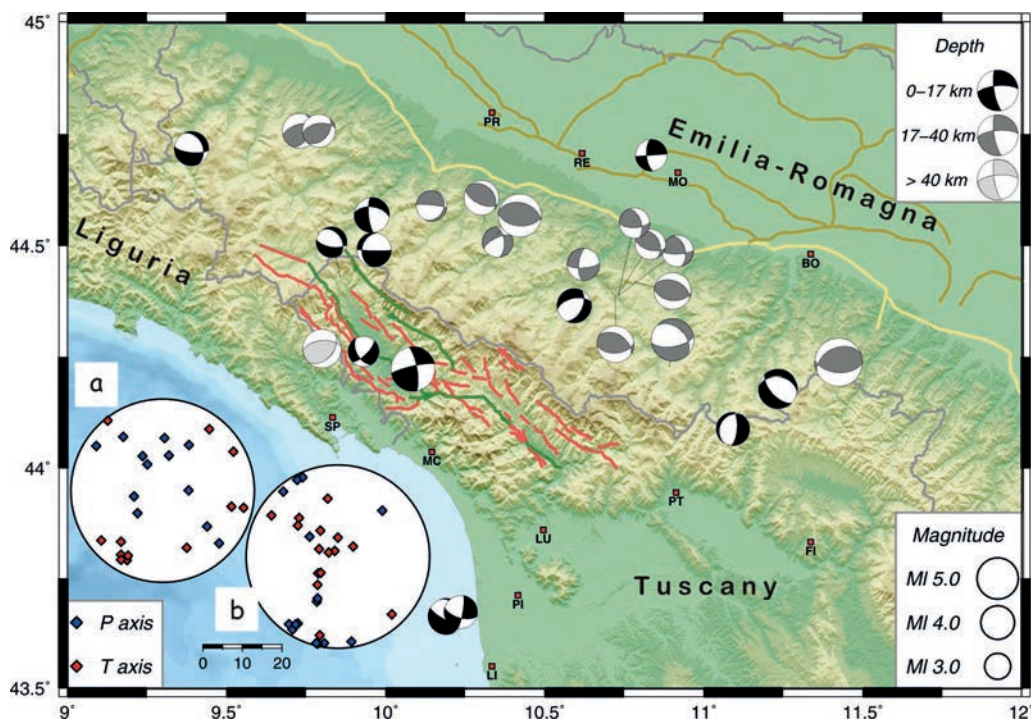 45°
44.5°
44°
43.5°
9°
9.5°
10°
10.5°
11°
11.5°
12
Depth
0–17 km
17–40 km
> 40 km
Emilia-Romagna
Liguria
Tuscany
PR
RE
MO
BO
SP
MC
PT
LU
FI
PI
LI
a
b
P axis
T axis
0 10 20
Magnitude
Ml 5.0
Ml 4.0
Ml 3.0